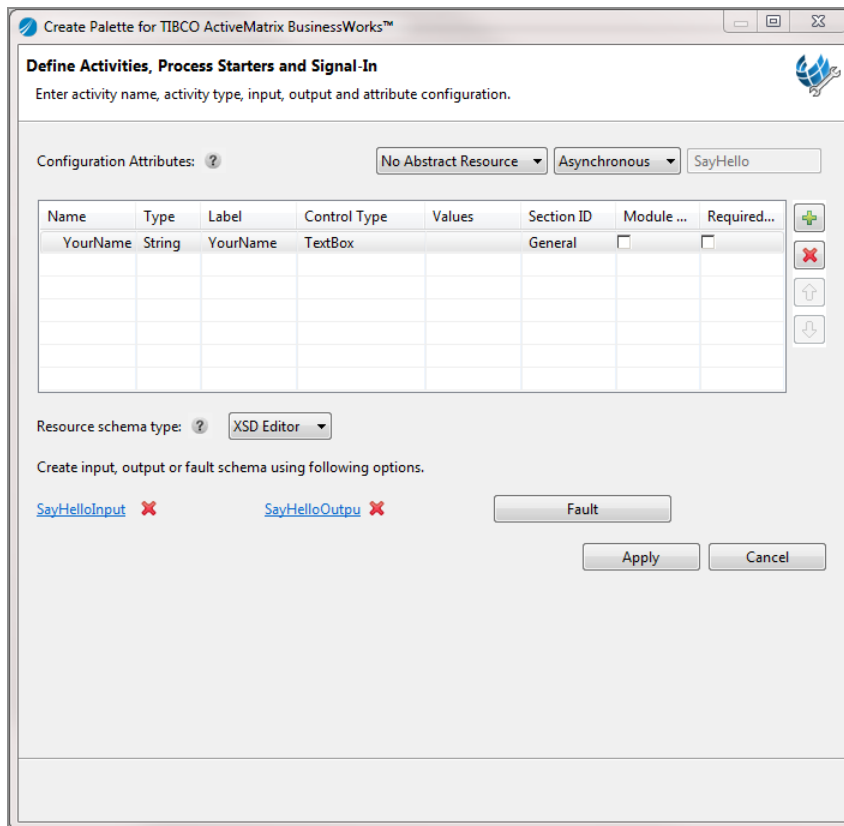 Create Palette for TIBCO ActiveMatrix BusinessWorks™
Define Activities, Process Starters and Signal-In
Enter activity name, activity type, input, output and attribute configuration.
Configuration Attributes: ? No Abstract Resource Asynchronous SayHello
Name Type Label Control Type Values Section ID Module ... Required...
YourName String YourName TextBox General
Resource schema type: ? XSD Editor
Create input, output or fault schema using following options.
SayHelloInput SayHelloOutpu Fault
Apply Cancel